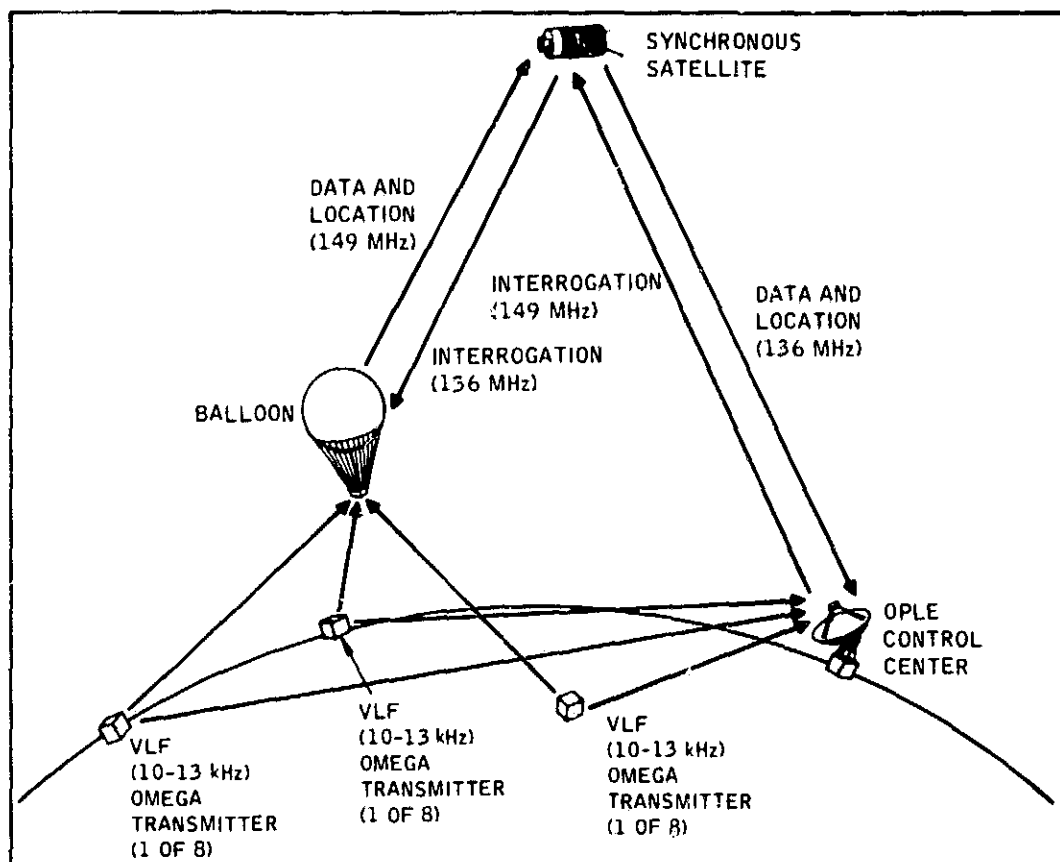 SYNCHRONOUS
SATELLITE
DATA AND
LOCATION
(149 MHz)
INTERROGATION
(149 MHz)
DATA AND
LOCATION
(136 MHz)
INTERROGATION
(136 MHz)
BALLOON
OPLE
CONTROL
CENTER
VLF
(10-13 kHz)
OMEGA
TRANSMITTER
(1 OF 8)
VLF
(10-13 kHz)
OMEGA
TRANSMITTER
(1 OF 8)
VLF
(10-13 kHz)
OMEGA
TRANSMITTER
(1 OF 8)